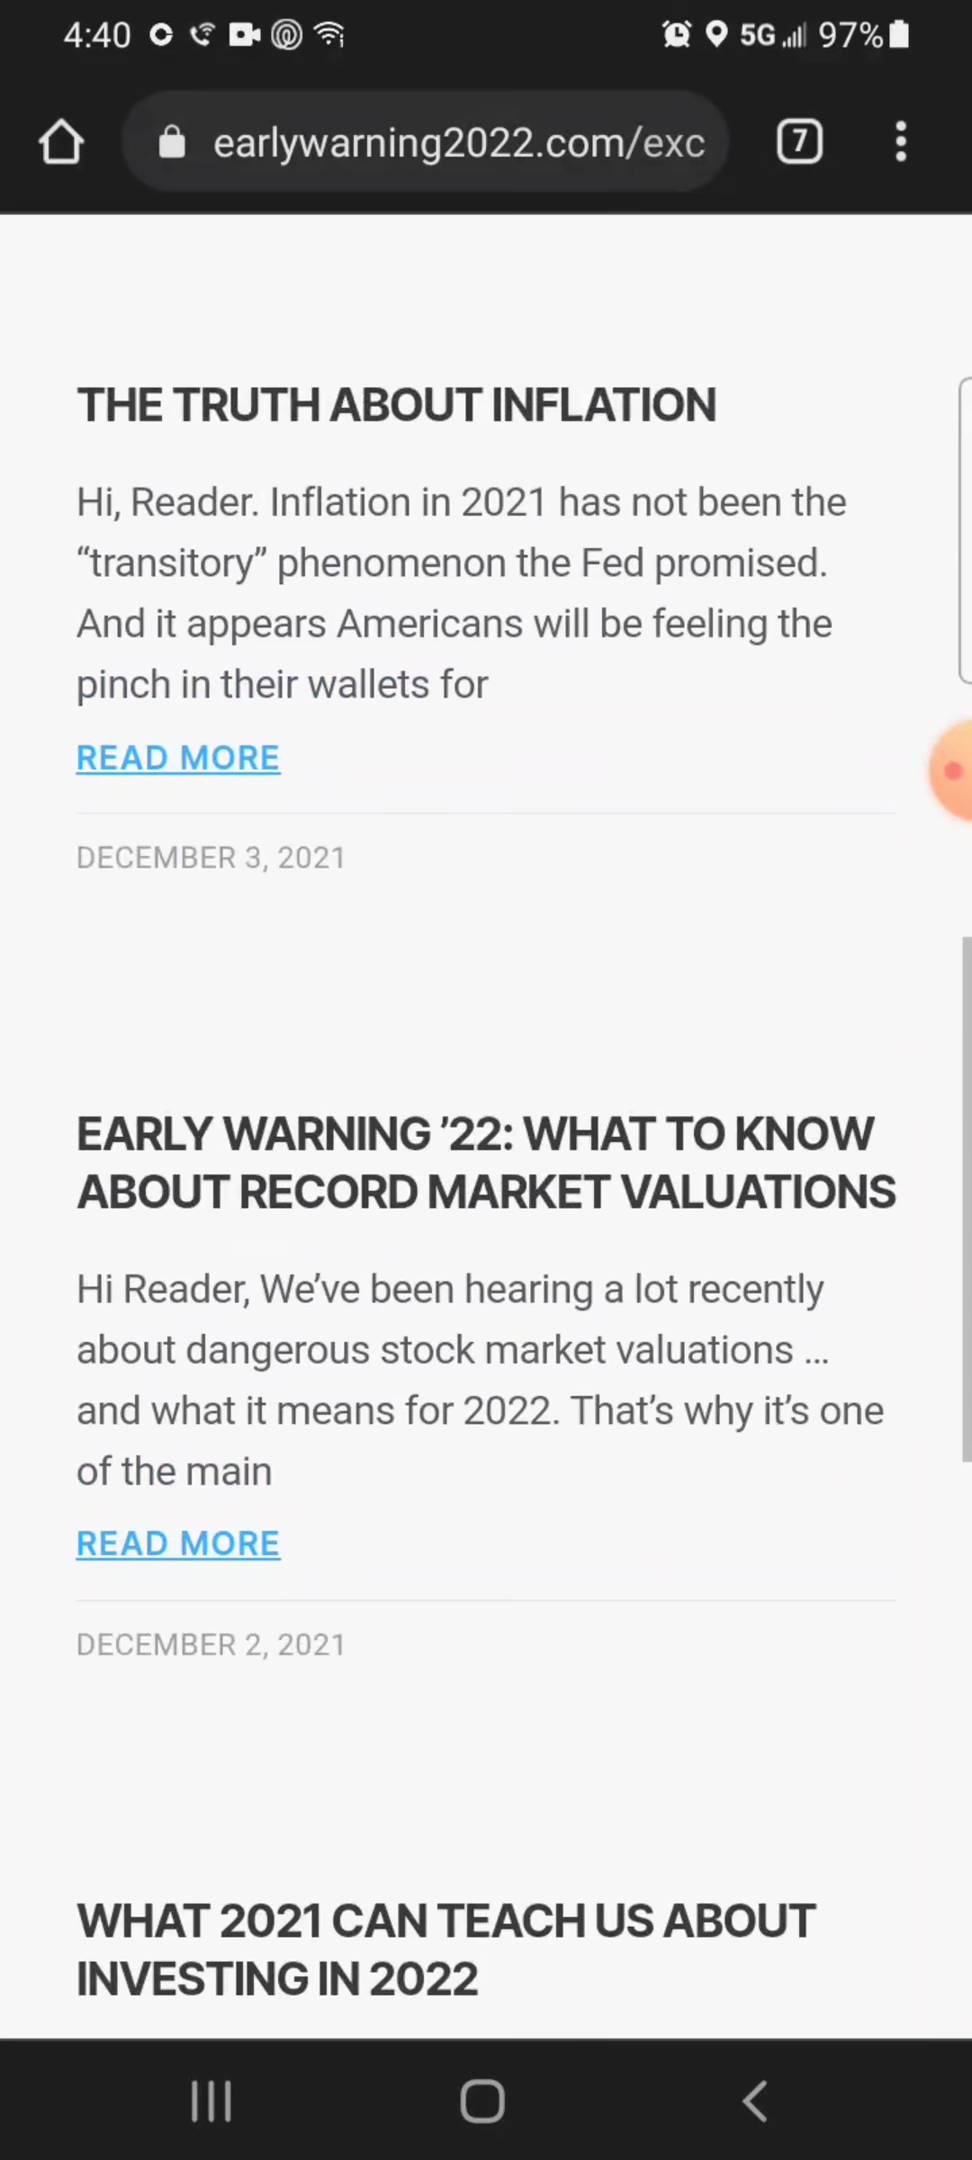 4:40
5G 97%
earlywarning2022.com/exc
7
THE TRUTH ABOUT INFLATION
Hi, Reader. Inflation in 2021 has not been the
“transitory” phenomenon the Fed promised.
And it appears Americans will be feeling the
pinch in their wallets for
READ MORE
DECEMBER 3, 2021
EARLY WARNING ’22: WHAT TO KNOW
ABOUT RECORD MARKET VALUATIONS
Hi Reader, We’ve been hearing a lot recently
about dangerous stock market valuations ...
and what it means for 2022. That’s why it’s one
of the main
READ MORE
DECEMBER 2, 2021
WHAT 2021 CAN TEACH US ABOUT
INVESTING IN 2022